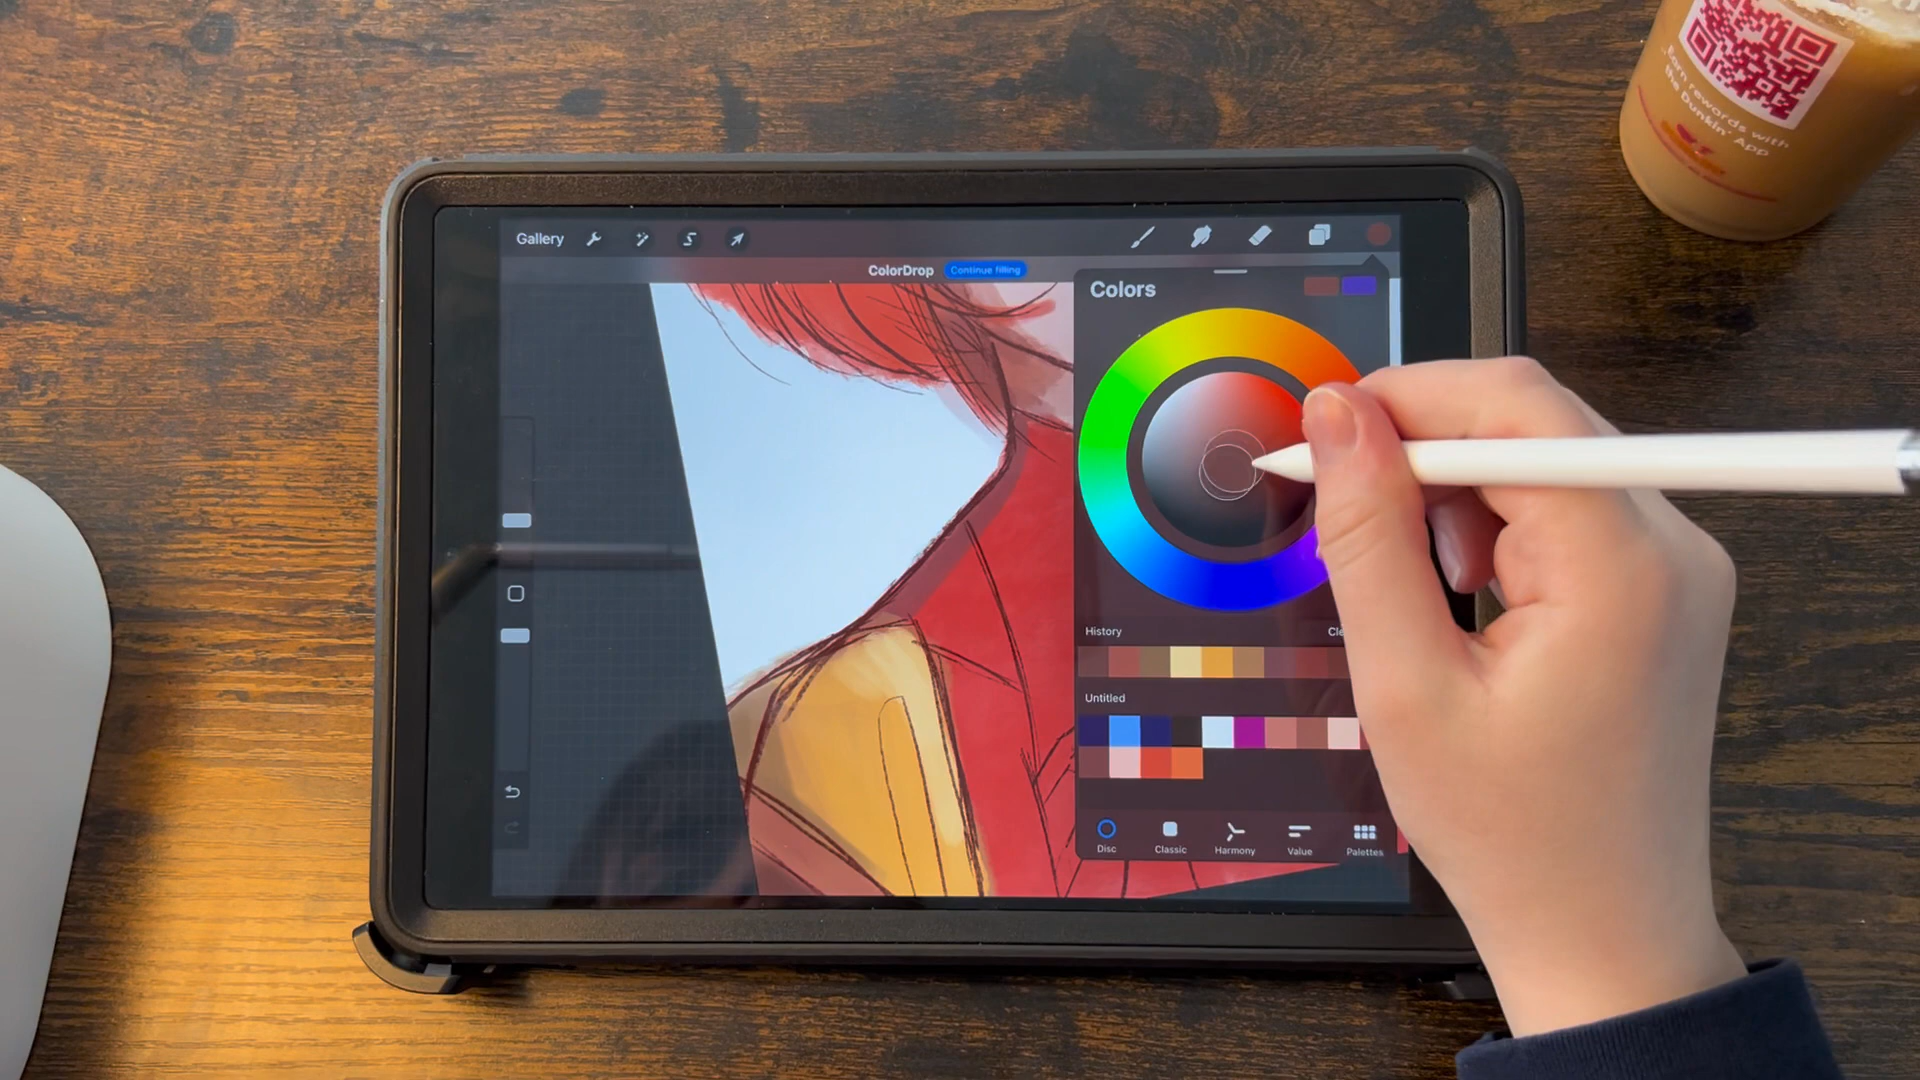 Earn rewards with
the Dunkin' App
Gallery
ColorDrop
Continue filling
Colors
History
Untitled
Disc
Classic
Harmony
Value
Palettes